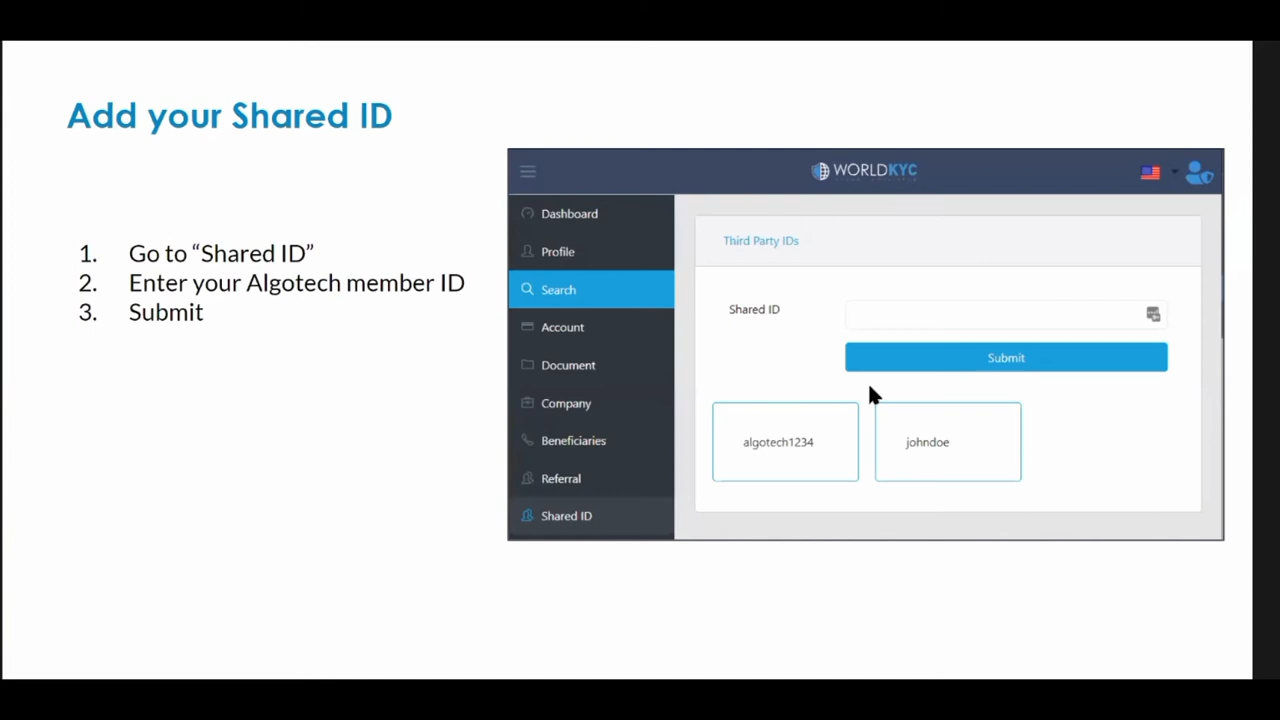 Add your Shared ID
1. Go to “Shared ID”
2. Enter your Algotech member ID
3. Submit
WORLDKYC
Dashboard
Profile
Search
Account
Document
Company
Beneficiaries
Referral
Shared ID
Third Party IDs
Shared ID
Submit
algotech1234
johndoe